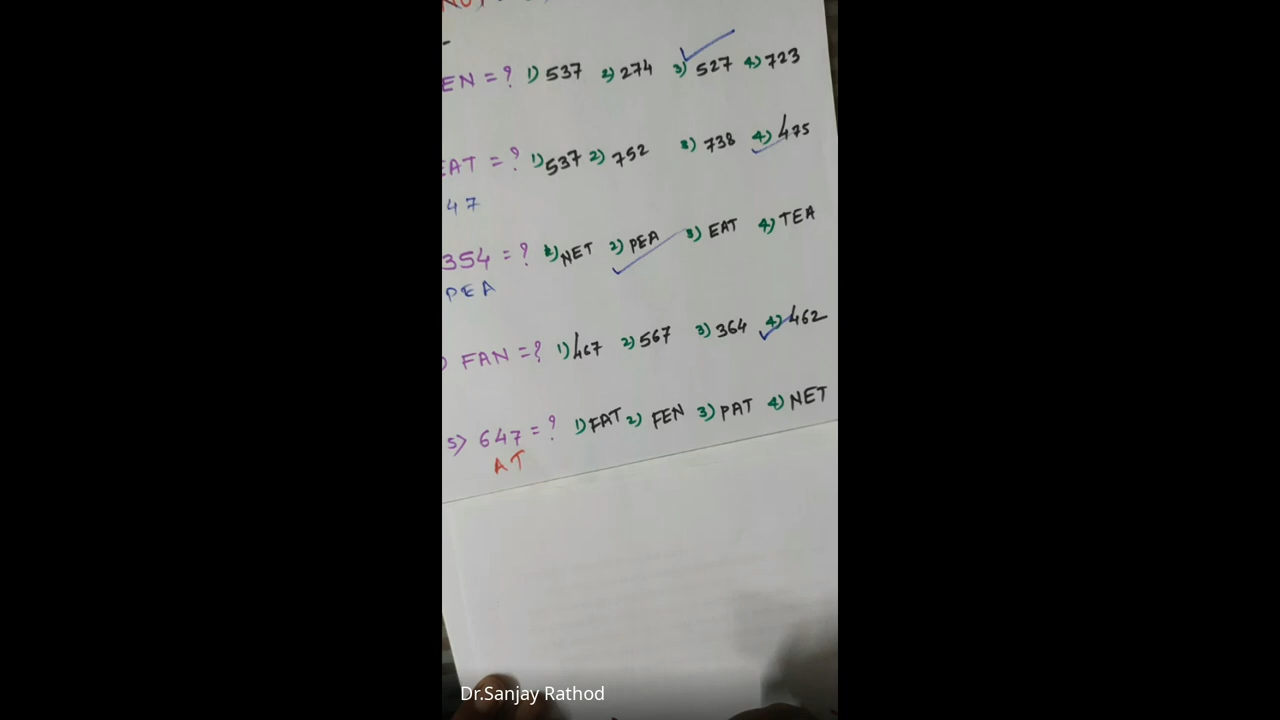 EN = ? 1) 537 2) 274 3) 527 4) 723
EAT = ? 1) 537 2) 752 3) 738 4) 475
47
354 = ? 1) NET 2) PEA 3) EAT 4) TEA
PEA
) FAN = ? 1) 467 2) 567 3) 364 4) 462
5) 647 = ? 1) FAT 2) FEN 3) PAT 4) NET
AT
Dr.Sanjay Rathod